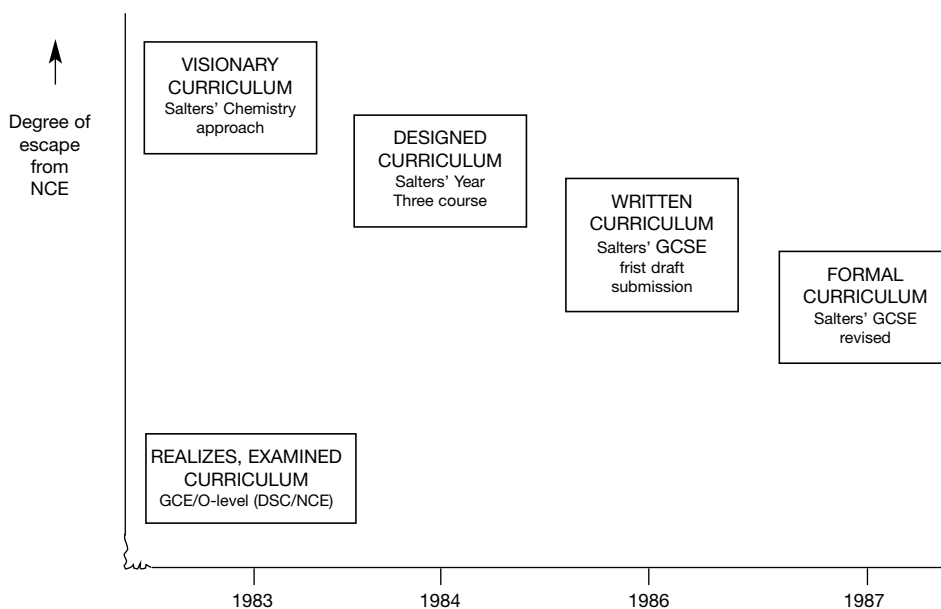 Degree of
escape
from
NCE
VISIONARY
CURRICULUM
Salters’ Chemistry
approach
DESIGNED
CURRICULUM
Salters’ Year
Three course
WRITTEN
CURRICULUM
Salters’ GCSE
frist draft
submission
FORMAL
CURRICULUM
Salters’ GCSE
revised
REALIZES, EXAMINED
CURRICULUM
GCE/O-level (DSC/NCE)
1983
1984
1986
1987